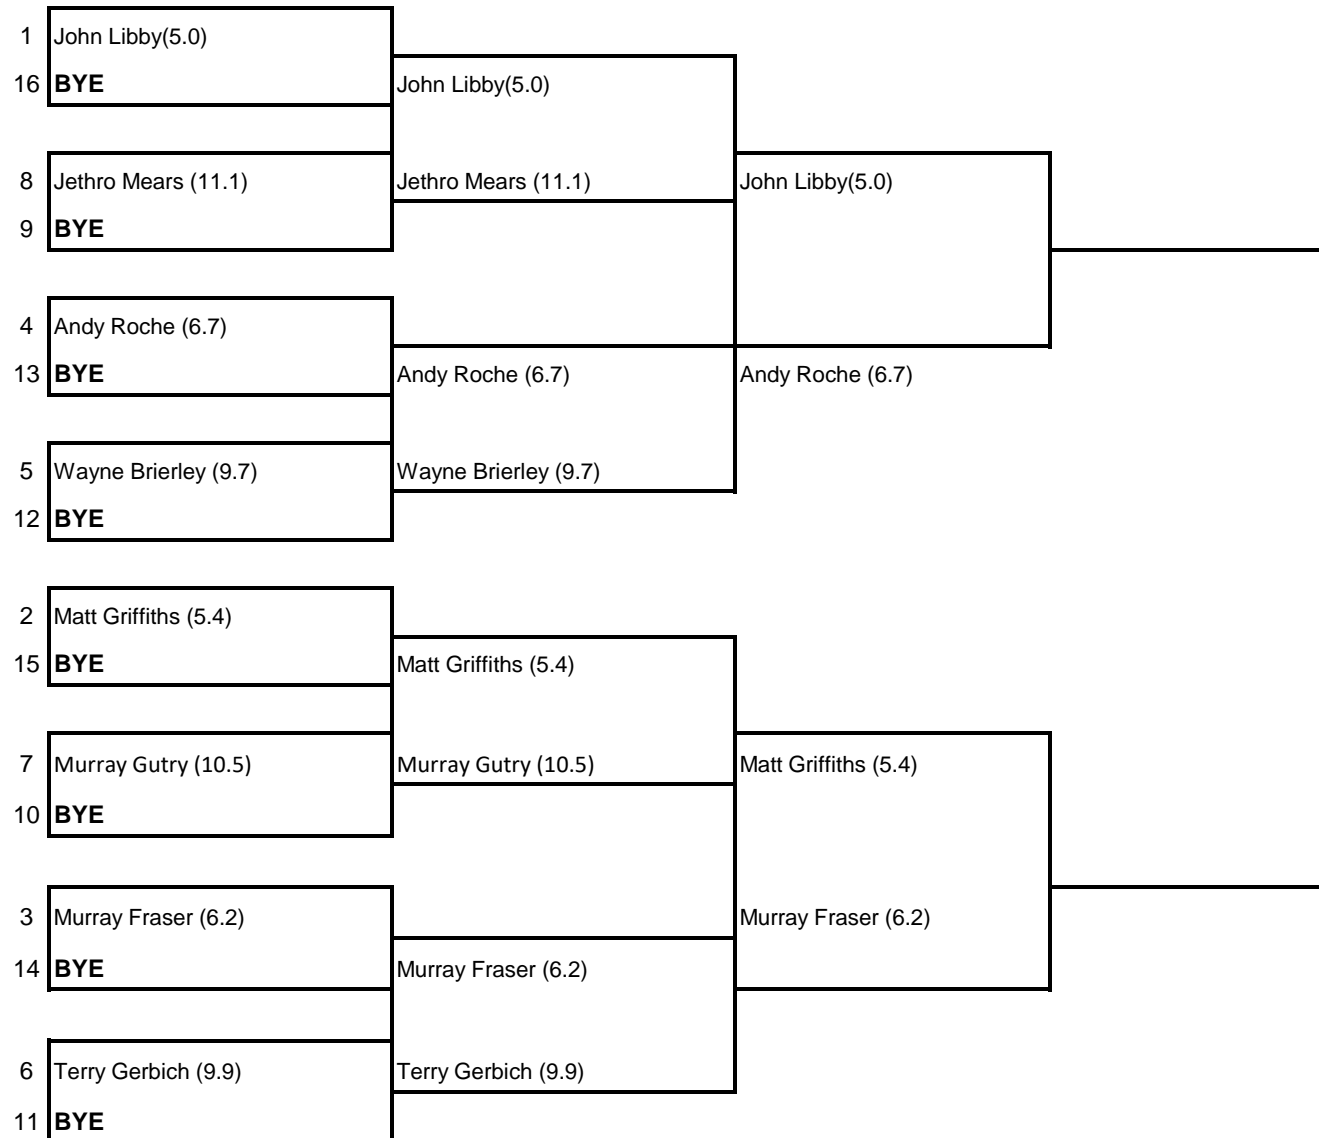 1 John Libby(5.0)
16 BYE John Libby(5.0)
8 Jethro Mears (11.1) Jethro Mears (11.1) John Libby(5.0)
9 BYE
4 Andy Roche (6.7)
13 BYE Andy Roche (6.7) Andy Roche (6.7)
5 Wayne Brierley (9.7) Wayne Brierley (9.7)
12 BYE
2 Matt Griffiths (5.4)
15 BYE Matt Griffiths (5.4)
7 Murray Gutry (10.5) Murray Gutry (10.5) Matt Griffiths (5.4)
10 BYE
3 Murray Fraser (6.2) Murray Fraser (6.2)
14 BYE Murray Fraser (6.2)
6 Terry Gerbich (9.9) Terry Gerbich (9.9)
11 BYE